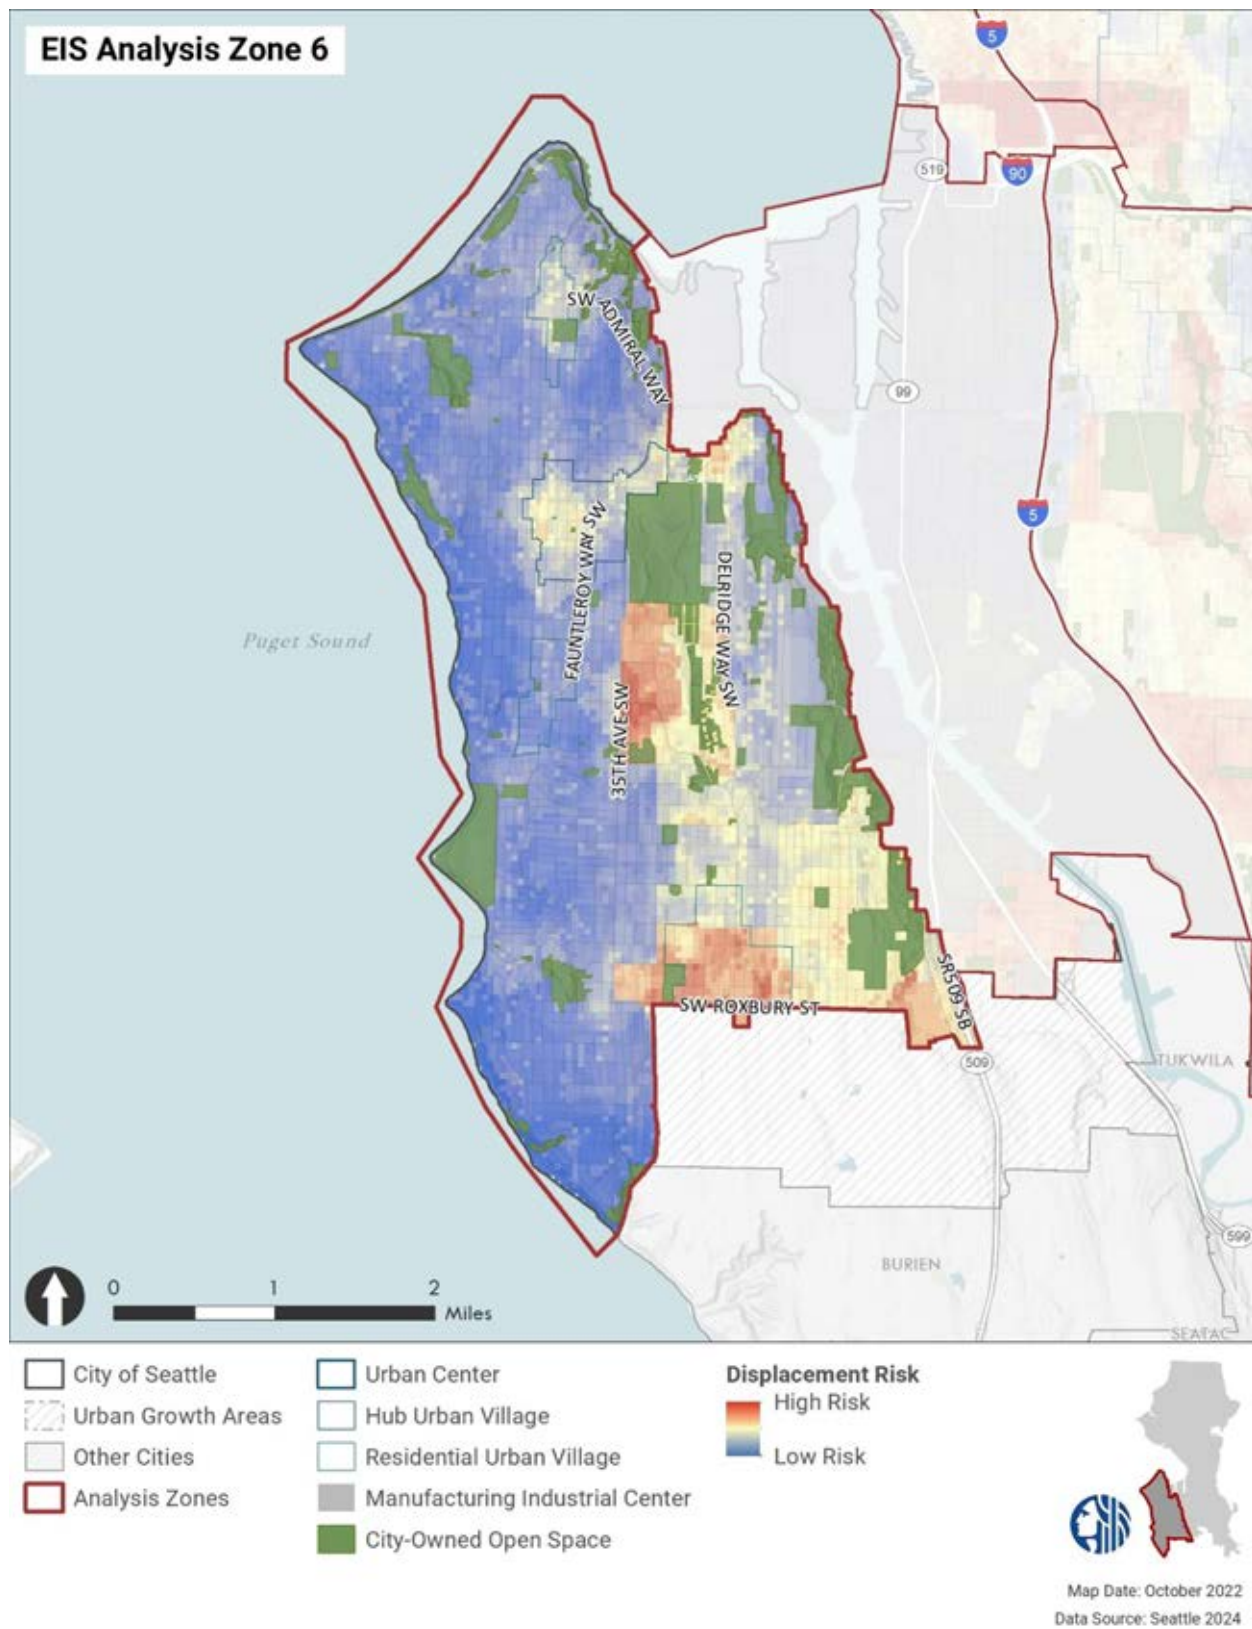 EIS Analysis Zone 6
5
519
90
SW ADMIRAL WAY
99
5
FAUNTLEROY WAY SW
DELRIDGE WAY SW
Puget Sound
35TH AVE SW
SR509 SB
SW ROXBURY ST
509
TUKWILA
599
BURIEN
SEATAC
0 1 2
Miles
City of Seattle
Urban Growth Areas
Other Cities
Analysis Zones
Urban Center
Hub Urban Village
Residential Urban Village
Manufacturing Industrial Center
City-Owned Open Space
Displacement Risk
High Risk
Low Risk
Map Date: October 2022
Data Source: Seattle 2024